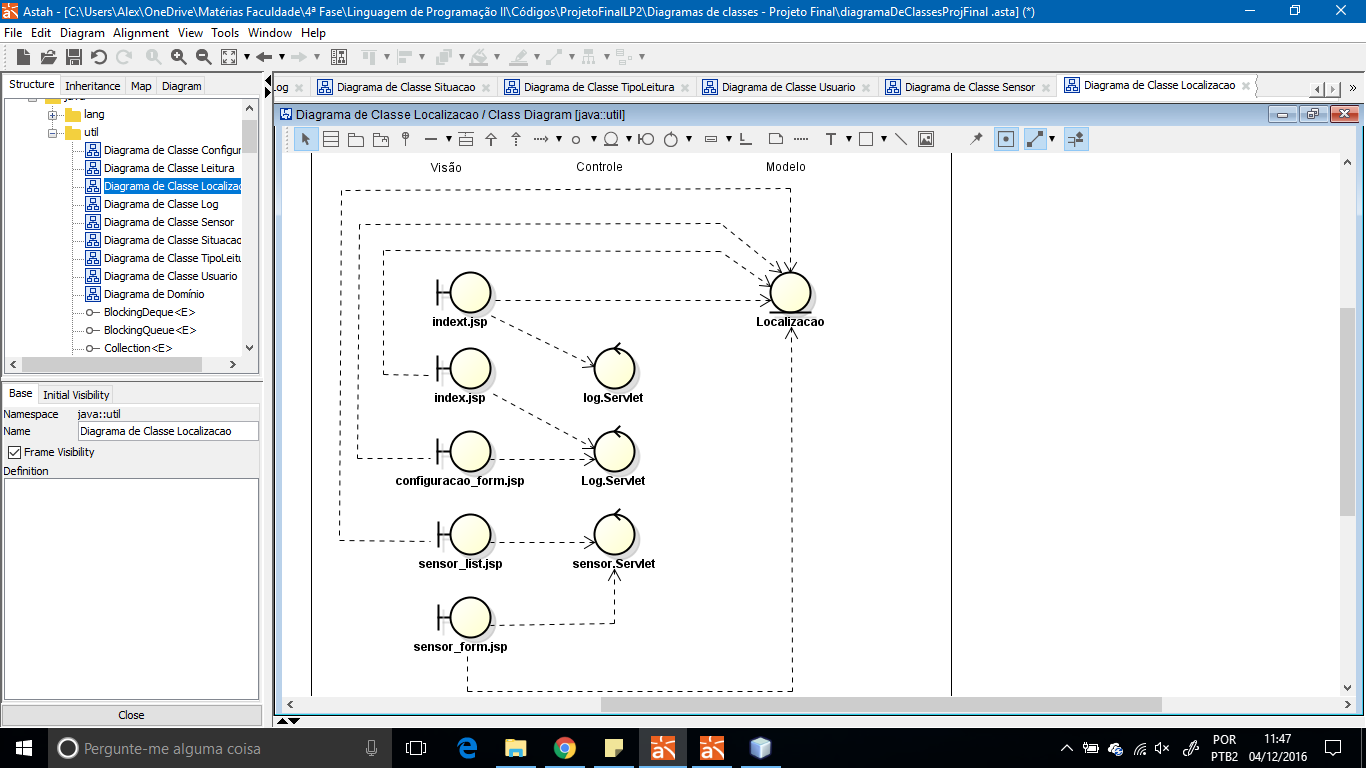 Astah - [C:\Users\Alex\OneDrive\Matérias Faculdade\4ª Fase\Linguagem de Programação II\Códigos\ProjetoFinalLP2\Diagramas de classes - Projeto Final\diagramaDeClassesProjFinal .asta] (*)
File Edit Diagram Alignment View Tools Window Help
Structure Inheritance Map Diagram
og Diagrama de Classe Situacao Diagrama de Classe TipoLeitura Diagrama de Classe Usuario Diagrama de Classe Sensor Diagrama de Classe Localizacao
Diagrama de Classe Localizacao / Class Diagram [java::util]
java
lang
util
Diagrama de Classe Configur
Diagrama de Classe Leitura
Diagrama de Classe Localizac
Diagrama de Classe Log
Diagrama de Classe Sensor
Diagrama de Classe Situacao
Diagrama de Classe TipoLeitu
Diagrama de Classe Usuario
Diagrama de Domínio
BlockingDeque<E>
BlockingQueue<E>
Collection<E>
Base Initial Visibility
Namespace java::util
Name Diagrama de Classe Localizacao
Frame Visibility
Definition
Close
Visão Controle Modelo
indext.jsp
Localizacao
index.jsp
log.Servlet
configuracao_form.jsp
Log.Servlet
sensor_list.jsp
sensor.Servlet
sensor_form.jsp
Pergunte-me alguma coisa
POR
PTB2
11:47
04/12/2016